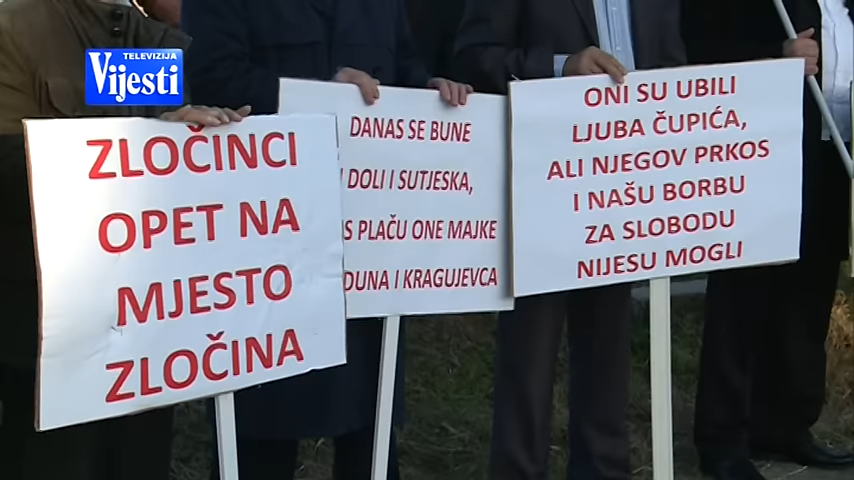 TELEVIZIJA
Vijesti
ZLOČINCI
OPET NA
MJESTO
ZLOČINA
DANAS SE BUNE
I DOLI I SUTJESKA,
PLAČU ONE MAJKE
I KRAGUJEVCA
ONI SU UBILI
LJUBA ČUPIĆA,
ALI NJEGOV PRKOS
I NAŠU BORBU
ZA SLOBODU
NIJESU MOGLI